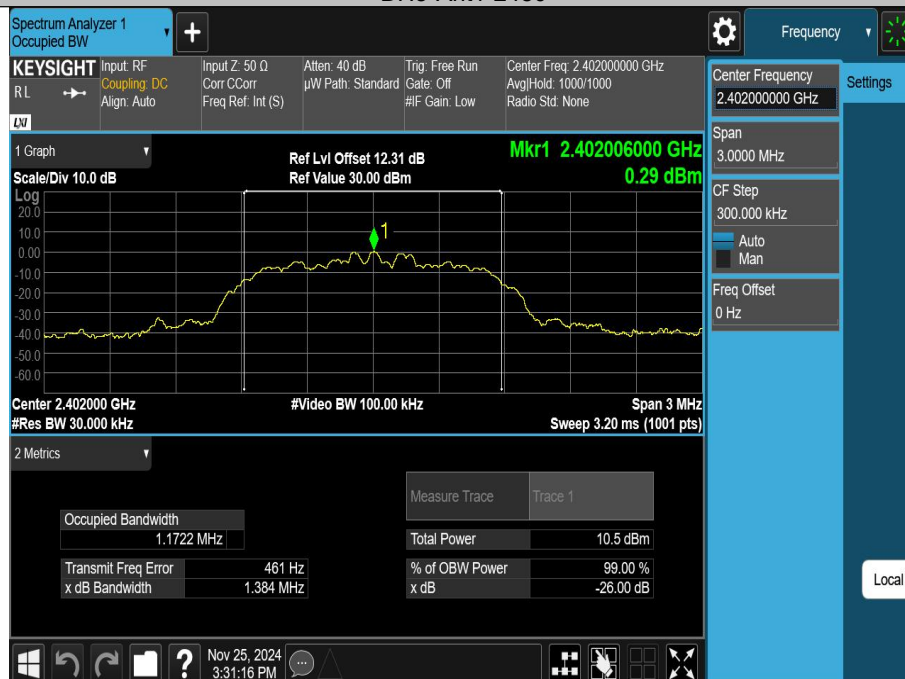 Spectrum Analyzer 1
Occupied BW
Frequency
KEYSIGHT
RL
LXI
Input: RF
Coupling: DC
Align: Auto
Input Z: 50 Ω
Corr CCorr
Freq Ref: Int (S)
Atten: 40 dB
µW Path: Standard
Trig: Free Run
Gate: Off
#IF Gain: Low
Center Freq: 2.402000000 GHz
Avg|Hold: 1000/1000
Radio Std: None
Center Frequency
2.402000000 GHz
Settings
Span
3.0000 MHz
CF Step
300.000 kHz
Auto
Man
Freq Offset
0 Hz
Local
1 Graph
Scale/Div 10.0 dB
Ref Lvl Offset 12.31 dB
Ref Value 30.00 dBm
Mkr1 2.402006000 GHz
0.29 dBm
Log
20.0
10.0
0.00
-10.0
-20.0
-30.0
-40.0
-50.0
-60.0
1
Center 2.402000 GHz
#Res BW 30.000 kHz
#Video BW 100.00 kHz
Span 3 MHz
Sweep 3.20 ms (1001 pts)
2 Metrics
Measure Trace Trace 1
Occupied Bandwidth
1.1722 MHz
Total Power 10.5 dBm
Transmit Freq Error 461 Hz
% of OBW Power 99.00 %
x dB Bandwidth 1.384 MHz
x dB -26.00 dB
?
Nov 25, 2024
3:31:16 PM